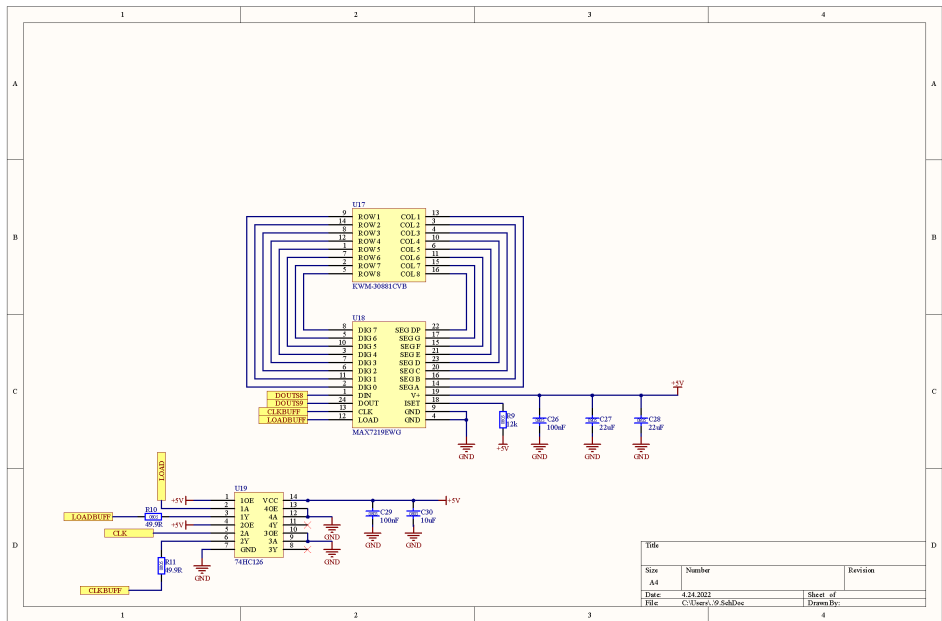 1 2 3 4
A A
B B
C C
D D
U17
9 ROW 1 COL 1 13
14 ROW 2 COL 2 3
8 ROW 3 COL 3 4
12 ROW 4 COL 4 10
1 ROW 5 COL 5 6
7 ROW 6 COL 6 11
2 ROW 7 COL 7 15
5 ROW 8 COL 8 16
KWM-30881CVB
U18
8 DIG 7 SEG DP 22
5 DIG 6 SEG G 17
10 DIG 5 SEG F 15
3 DIG 4 SEG E 21
7 DIG 3 SEG D 23
6 DIG 2 SEG C 20
11 DIG 1 SEG B 16
2 DIG 0 SEG A 14
DOUTS8 1 DIN V+ 19
DOUTS9 24 DOUT ISET 18
CLKBUFF 13 CLK GND 9
LOADBUFF 12 LOAD GND 4
MAX7219EWG
+5V
R9
12k
C26
100nF
C27
22uF
C28
22uF
GND +5V GND GND GND
LOAD
U19
+5V 1 1OE VCC 14 +5V
2 1A 4OE 13
LOADBUFF R10 49.9R 3 1Y 4A 12
+5V 4 2OE 4Y 11
CLK 5 2A 3OE 10
6 2Y 3A 9
7 GND 3Y 8
74HC126
C29
100nF
C30
10uF
GND GND GND
GND GND
R11
49.9R
CLKBUFF
Title
Size Number Revision
A4
Date: 4.24.2022 Sheet of
File: C:\Users\..\9.SchDoc Drawn By:
1 2 3 4